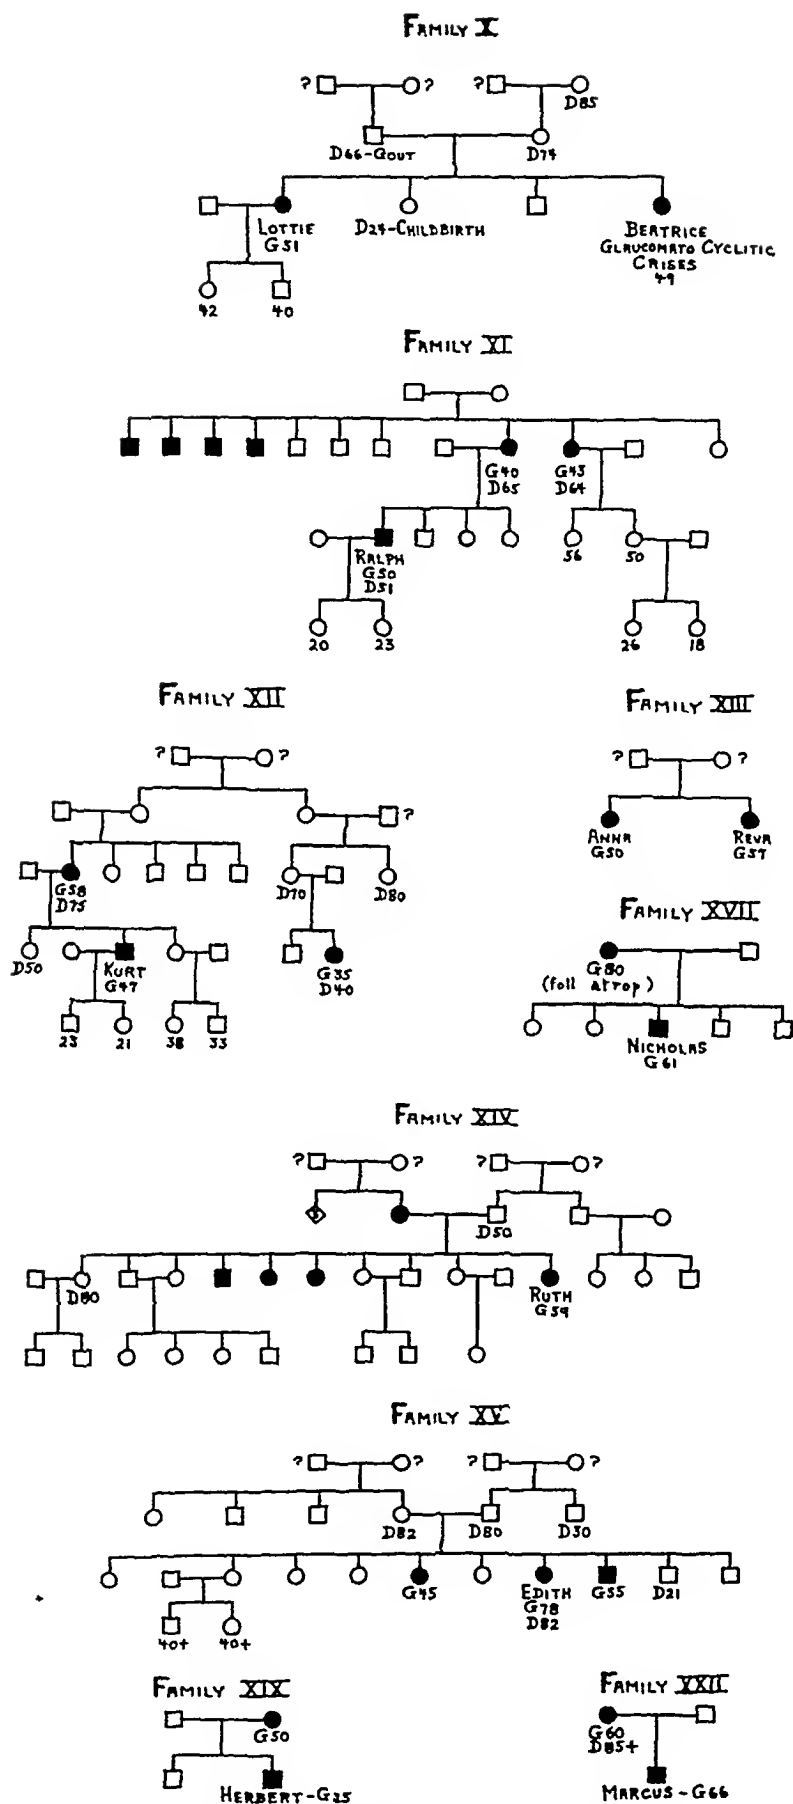 FAMILY X
? ? ?
D85
D66-GOUT D74
LOTTIE
G51
D24-CHILDBIRTH
BEATRICE
GLAUCOMATO CYCLITIC
CRISES
49
42 40
FAMILY XI
G40
D65
G43
D64
RALPH
G50
D51
56 50
20 23 26 18
FAMILY XII
? ?
?
G58
D75
D70 D80
D50
KURT
G47
G35
D40
23 21 38 33
FAMILY XIII
? ?
ANNA
G50
REVA
G57
FAMILY XVII
G80
(foll atrop)
NICHOLAS
G61
FAMILY XIV
? ? ? ?
D50
D80
RUTH
G59
FAMILY XV
? ? ? ?
D82 D80 D30
G45
EDITH
G78
D82
G55
D21
40+ 40+
FAMILY XIX
G50
HERBERT-G25
FAMILY XXII
G60
D85+
MARCUS-G66